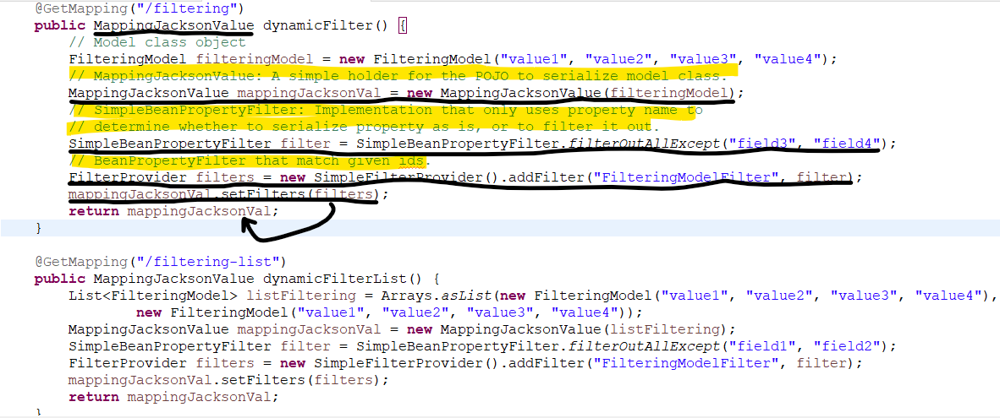 @GetMapping("/filtering")
public MappingJacksonValue dynamicFilter() {
// Model class object
FilteringModel filteringModel = new FilteringModel("value1", "value2", "value3", "value4");
// MappingJacksonValue: A simple holder for the POJO to serialize model class.
MappingJacksonValue mappingJacksonVal = new MappingJacksonValue(filteringModel);
// SimpleBeanPropertyFilter: Implementation that only uses property name to
// determine whether to serialize property as is, or to filter it out.
SimpleBeanPropertyFilter filter = SimpleBeanPropertyFilter.filterOutAllExcept("field3", "field4");
// BeanPropertyFilter that match given ids.
FilterProvider filters = new SimpleFilterProvider().addFilter("FilteringModelFilter", filter);
mappingJacksonVal.setFilters(filters);
return mappingJacksonVal;
}
@GetMapping("/filtering-list")
public MappingJacksonValue dynamicFilterList() {
List<FilteringModel> listFiltering = Arrays.asList(new FilteringModel("value1", "value2", "value3", "value4"),
new FilteringModel("value1", "value2", "value3", "value4"));
MappingJacksonValue mappingJacksonVal = new MappingJacksonValue(listFiltering);
SimpleBeanPropertyFilter filter = SimpleBeanPropertyFilter.filterOutAllExcept("field1", "field2");
FilterProvider filters = new SimpleFilterProvider().addFilter("FilteringModelFilter", filter);
mappingJacksonVal.setFilters(filters);
return mappingJacksonVal;
}